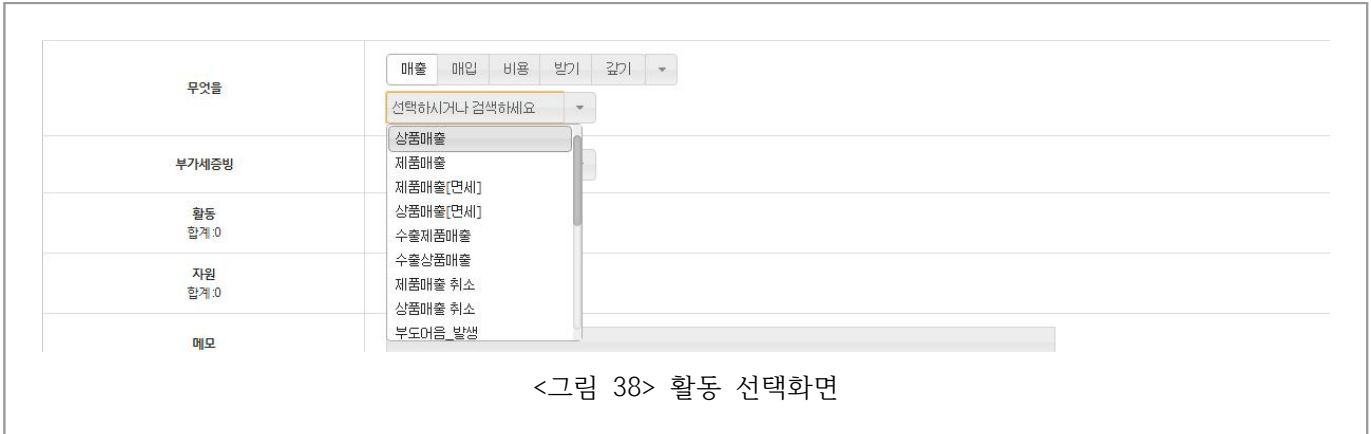 무엇을
매출 매입 비용 받기 갚기
선택하시거나 검색하세요
상품매출
제품매출
부가세증빙
제품매출[면세]
상품매출[면세]
활동
합계:0
수출제품매출
수출상품매출
자원
합계:0
제품매출 취소
상품매출 취소
부도어음_발생
메모
<그림 38> 활동 선택화면